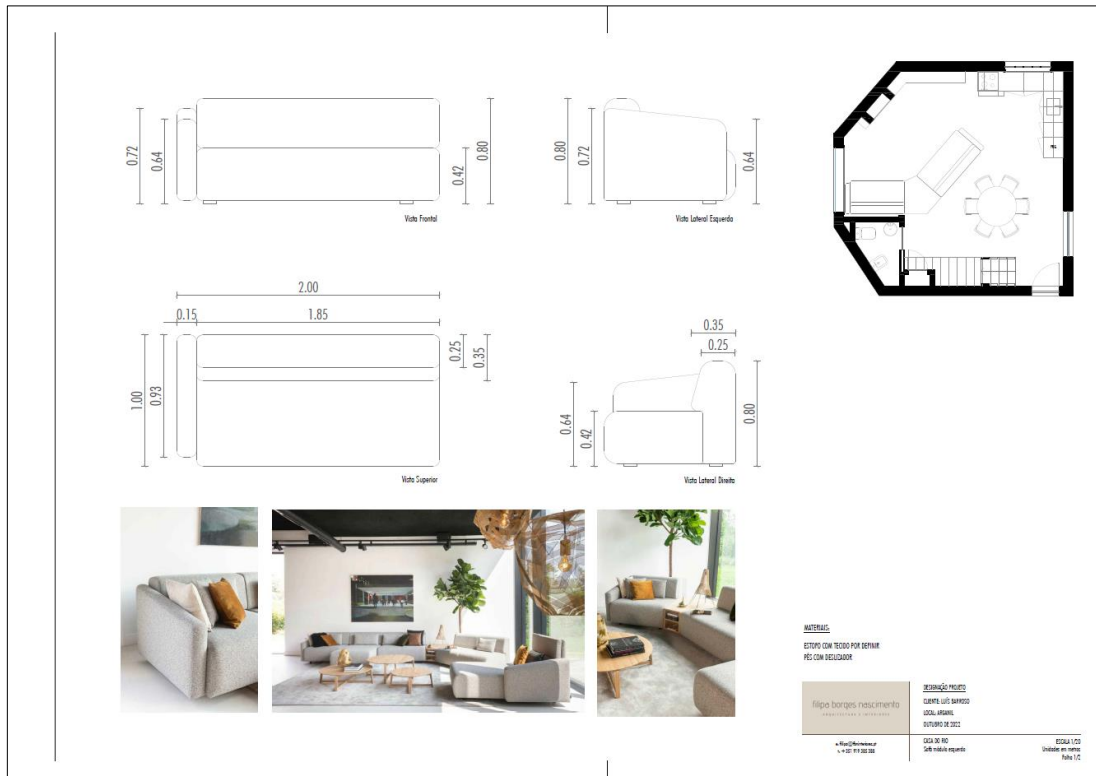 0.72
0.64
0.42
0.80
Vista Frontal
0.80
0.72
0.64
Vista Lateral Esquerda
2.00
0.15
1.85
1.00
0.93
0.25
0.35
Vista Superior
0.35
0.25
0.64
0.42
0.80
Vista Lateral Direita
MATERIAIS:
ESTOFO COM TECIDO POR DEFINIR
PÉS COM DESLIZADOR
filipa borges nascimento
ARQUITECTURA E INTERIORES
DESIGNAÇÃO PROJETO
CLIENTE: LUÍS BARROSO
LOCAL: ARGANIL
OUTUBRO DE 2022
CASA DO RIO
Sofá módulo esquerdo
ESCALA 1/20
Unidades em metros
Folha 1/2